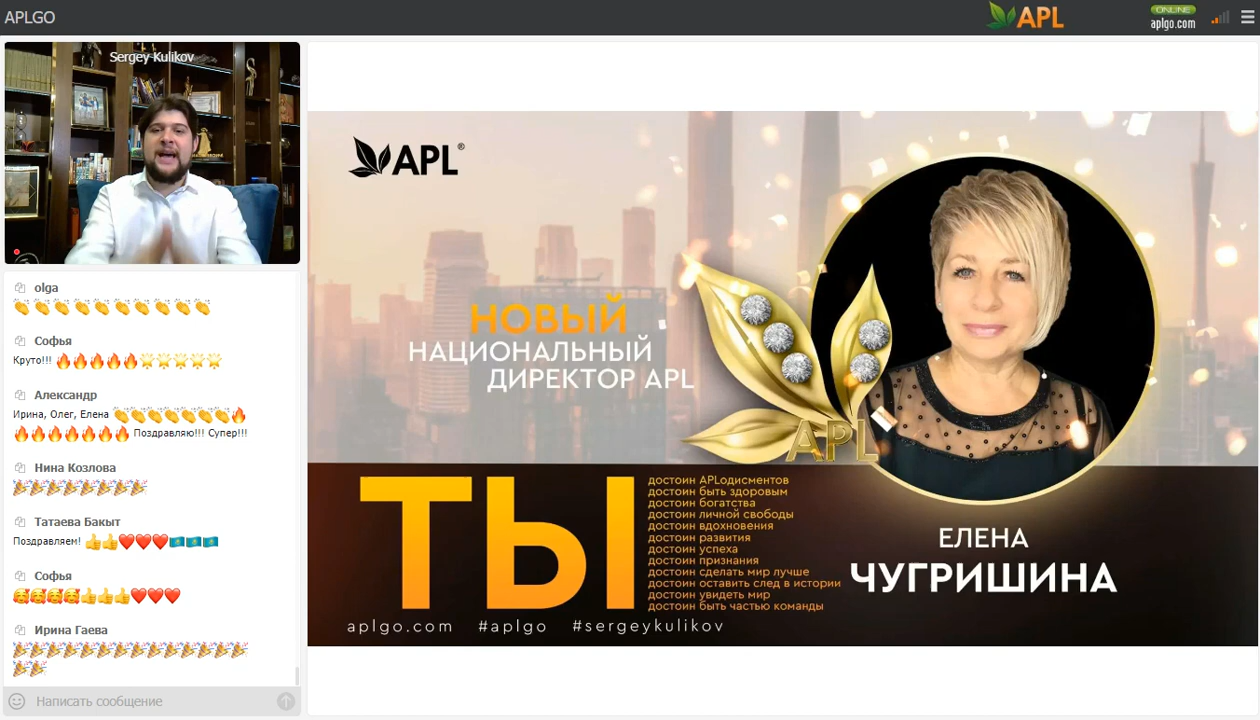 APLGO
APL
ONLINE
aplgo.com
Sergey Kulikov
olga
Софья
Круто!!!
Александр
Ирина, Олег, Елена
Поздравляю!!! Супер!!!
Нина Козлова
Татаева Бакыт
Поздравляем!
Софья
Ирина Гаева
Написать сообщение
APL®
НОВЫЙ
НАЦИОНАЛЬНЫЙ
ДИРЕКТОР APL
APL
ТЫ
достоин APLодисментов
достоин быть здоровым
достоин богатства
достоин личной свободы
достоин вдохновения
достоин развития
достоин успеха
достоин признания
достоин сделать мир лучше
достоин оставить след в истории
достоин увидеть мир
достоин быть частью команды
ЕЛЕНА
ЧУГРИШИНА
aplgo.com #aplgo #sergeykulikov